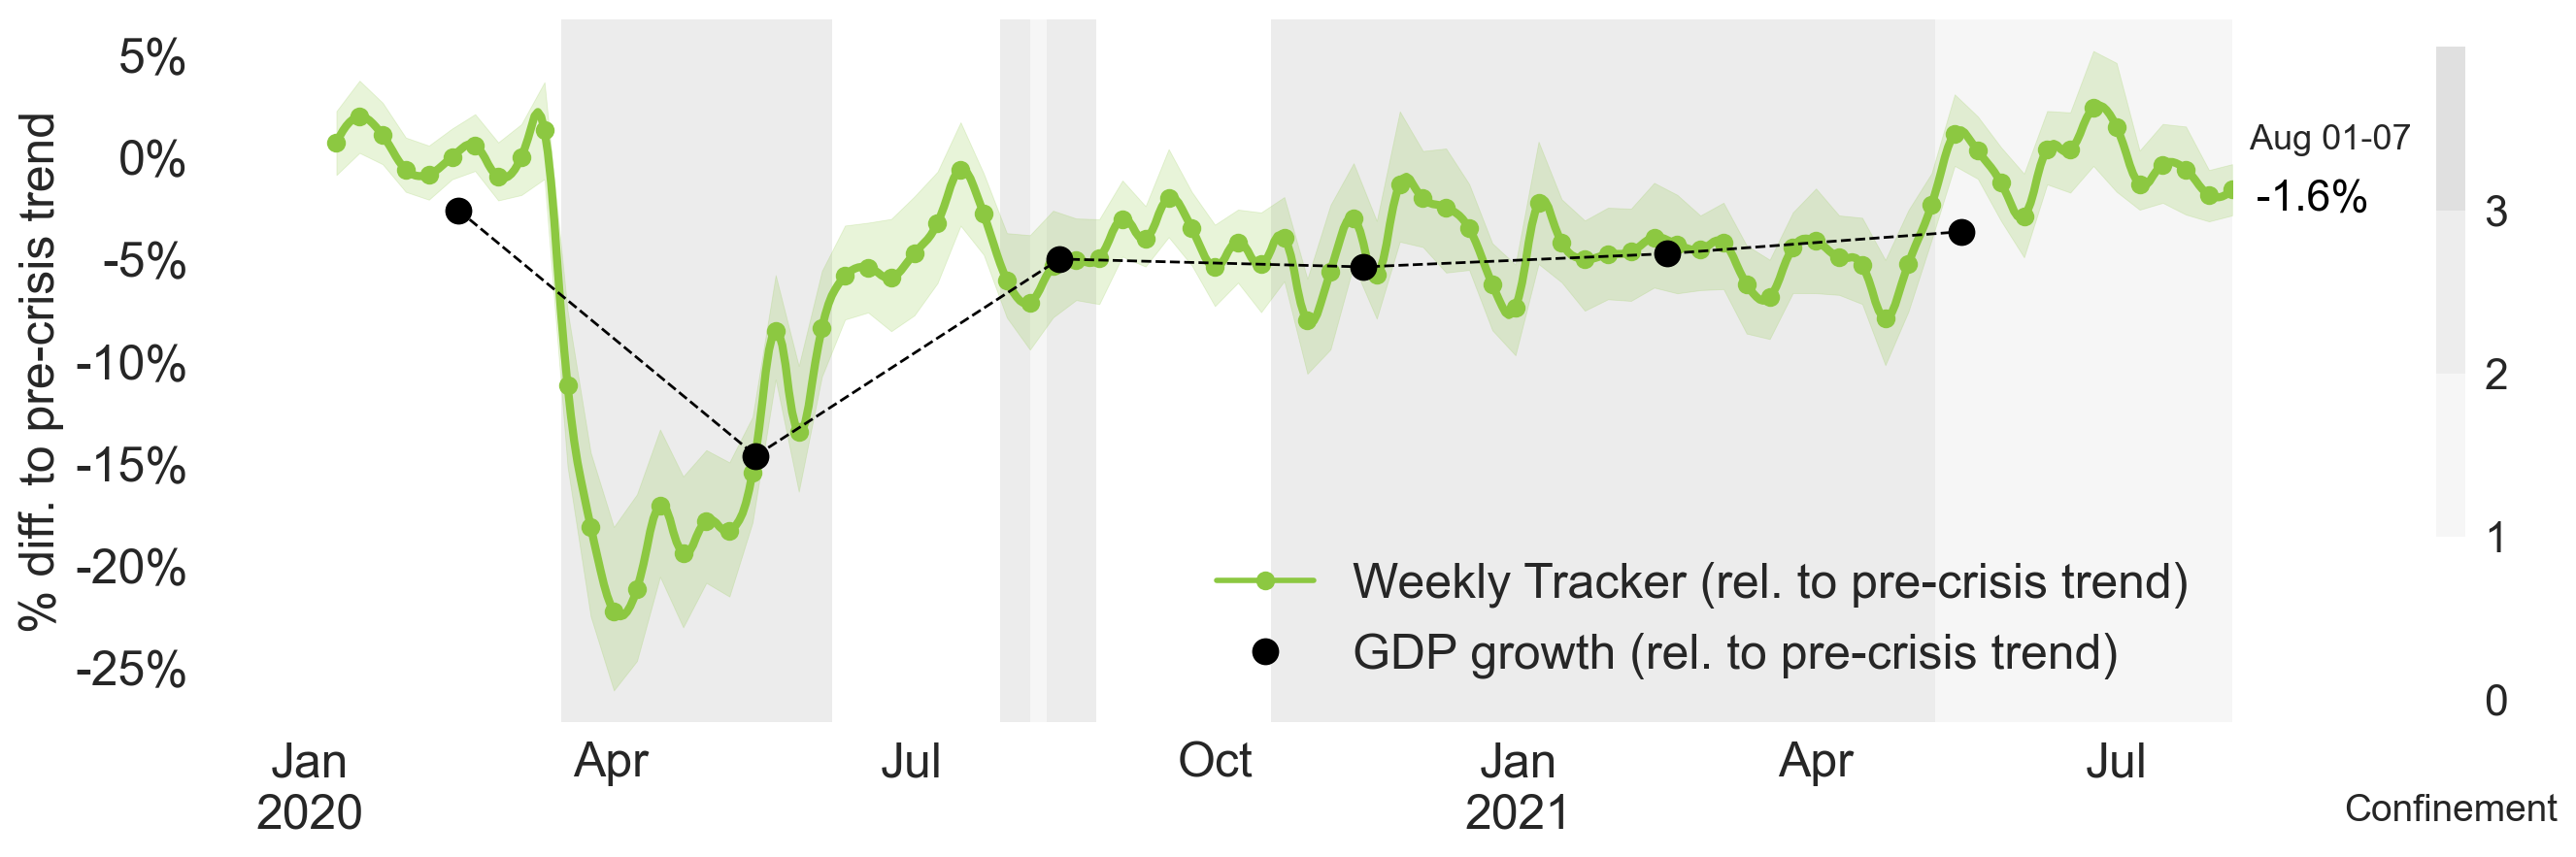 % diff. to pre-crisis trend
5%
0%
-5%
-10%
-15%
-20%
-25%
Aug 01-07
-1.6%
Weekly Tracker (rel. to pre-crisis trend)
GDP growth (rel. to pre-crisis trend)
3
2
1
0
Jan Apr Jul Oct Jan Apr Jul
2020 2021
Confinement